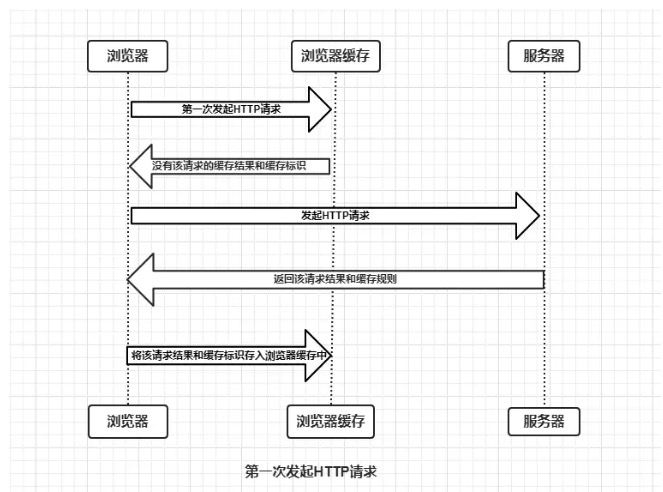 浏览器
浏览器缓存
服务器
第一次发起HTTP请求
没有该请求的缓存结果和缓存标识
发起HTTP请求
返回该请求结果和缓存规则
将该请求结果和缓存标识存入浏览器缓存中
浏览器
浏览器缓存
服务器
第一次发起HTTP请求